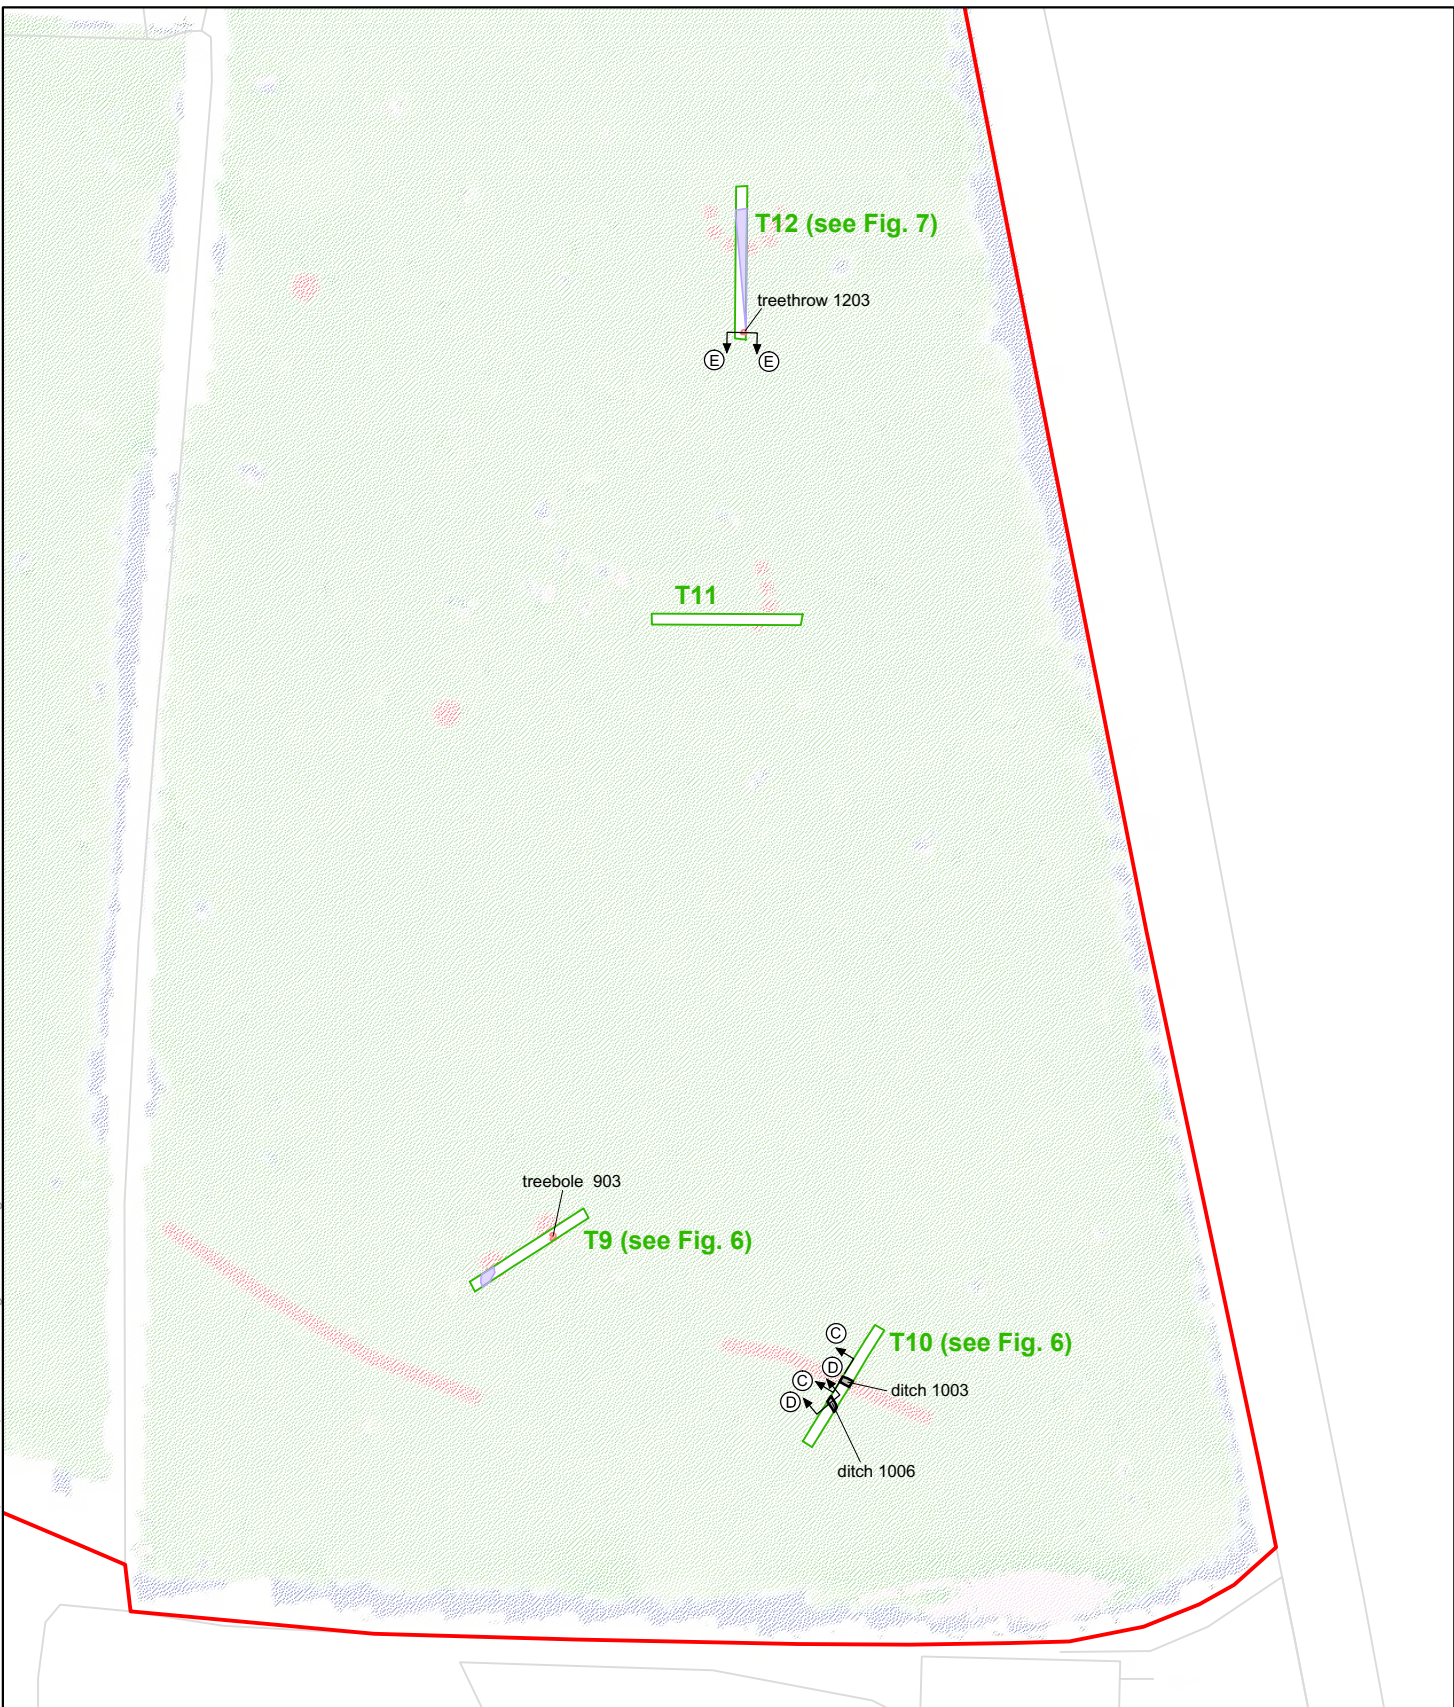 T12 (see Fig. 7)
treethrow 1203
E
E
T11
treebole 903
T9 (see Fig. 6)
C
T10 (see Fig. 6)
D
C
ditch 1003
D
ditch 1006